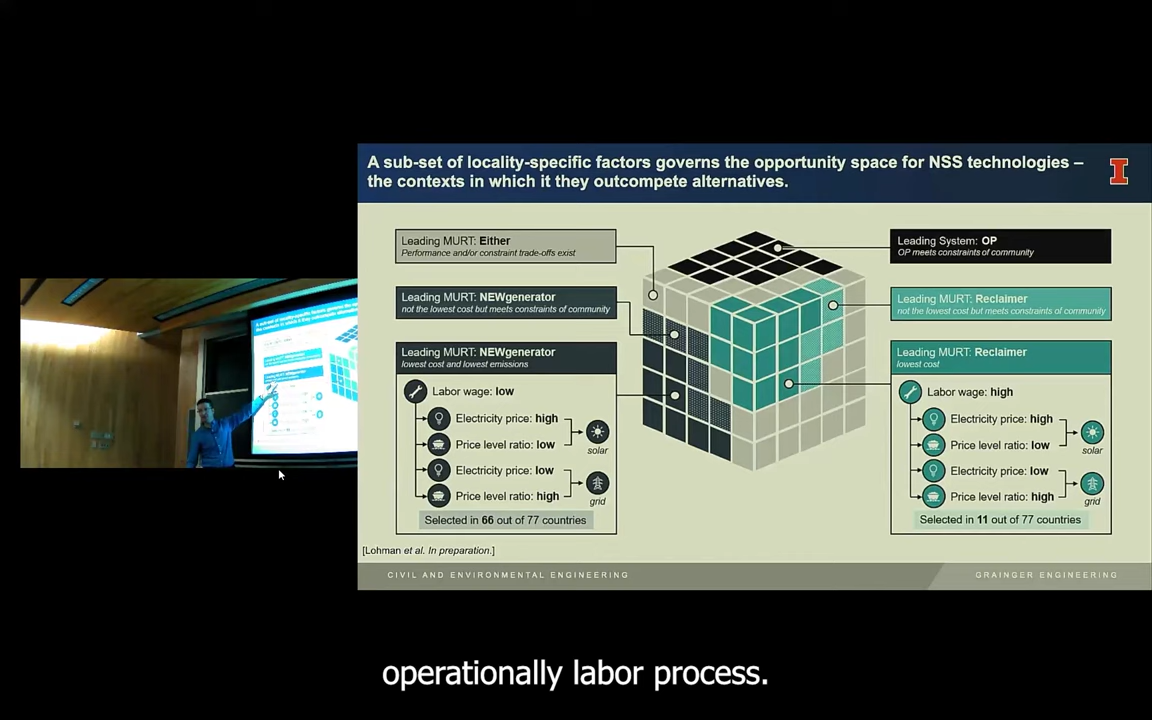 A sub-set of locality-specific factors governs the opportunity space for NSS technologies –
the contexts in which it they outcompete alternatives.
Leading MURT: Either
Performance and/or constraint trade-offs exist
Leading MURT: NEWgenerator
not the lowest cost but meets constraints of community
Leading MURT: NEWgenerator
lowest cost and lowest emissions
Labor wage: low
Electricity price: high
Price level ratio: low
solar
Electricity price: low
Price level ratio: high
grid
Selected in 66 out of 77 countries
Leading System: OP
OP meets constraints of community
Leading MURT: Reclaimer
not the lowest cost but meets constraints of community
Leading MURT: Reclaimer
lowest cost
Labor wage: high
Electricity price: high
Price level ratio: low
solar
Electricity price: low
Price level ratio: high
grid
Selected in 11 out of 77 countries
[Lohman et al. In preparation.]
CIVIL AND ENVIRONMENTAL ENGINEERING
GRAINGER ENGINEERING
operationally labor process.